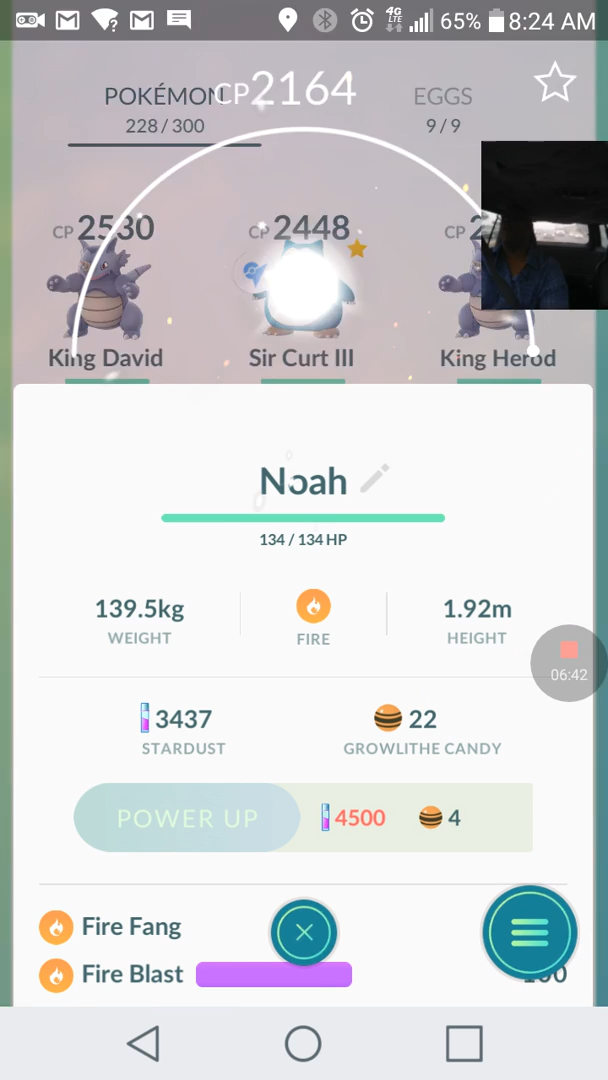 4G LTE 65% 8:24 AM
POKÉMON CP2164 EGGS
228 / 300 9 / 9
CP 2530 CP 2448 CP
King David Sir Curt III King Herod
Noah
134 / 134 HP
139.5kg 1.92m
WEIGHT FIRE HEIGHT
06:42
3437 22
STARDUST GROWLITHE CANDY
POWER UP 4500 4
Fire Fang
Fire Blast